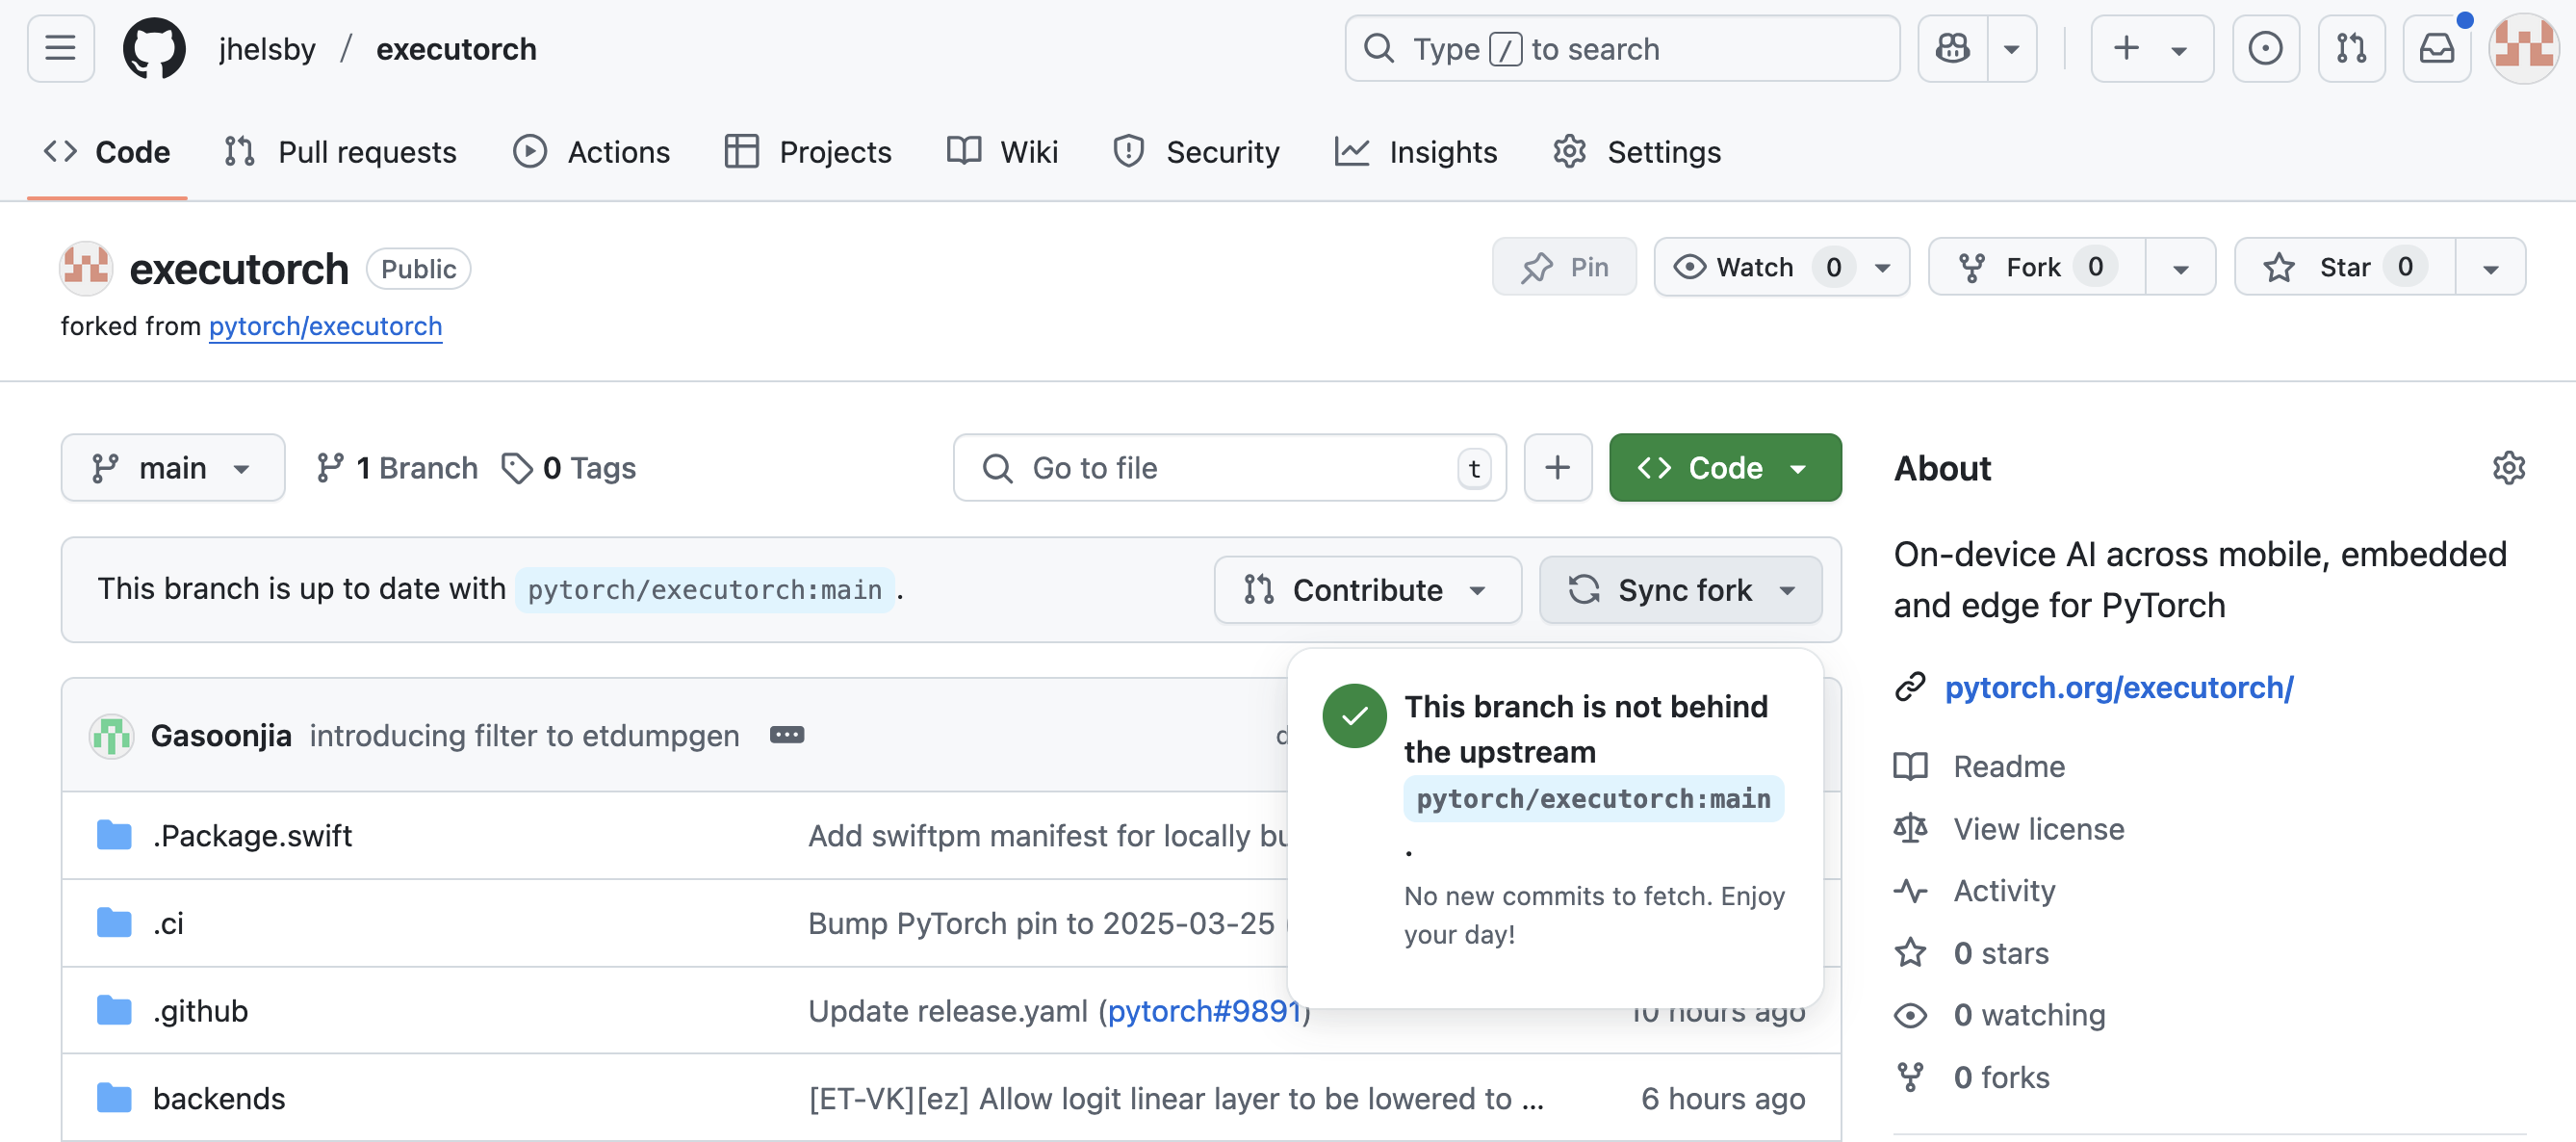 jhelsby / executorch
Type / to search
Code Pull requests Actions Projects Wiki Security Insights Settings
executorch Public
Pin Watch 0 Fork 0 Star 0
forked from pytorch/executorch
main 1 Branch 0 Tags
Go to file t
Code
About
This branch is up to date with pytorch/executorch:main.
Contribute Sync fork
On-device AI across mobile, embedded
and edge for PyTorch
This branch is not behind
the upstream
pytorch/executorch:main
.
No new commits to fetch. Enjoy
your day!
pytorch.org/executorch/
Gasoonjia introducing filter to etdumpgen
.Package.swift Add swiftpm manifest for locally
.ci Bump PyTorch pin to 2025-03-25
.github Update release.yaml (pytorch#9891) 10 hours ago
backends [ET-VK][ez] Allow logit linear layer to be lowered to ... 6 hours ago
Readme
View license
Activity
0 stars
0 watching
0 forks